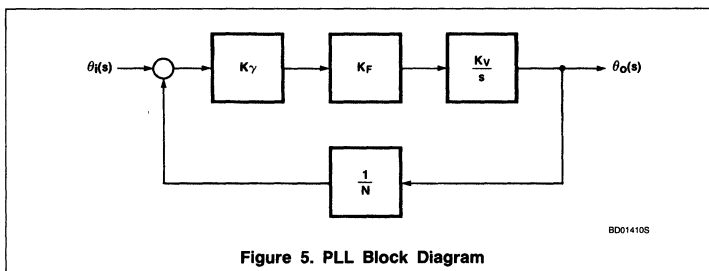 θi(s)
Kγ
KF
KV
s
θo(s)
1
N
BD01410S
Figure 5. PLL Block Diagram